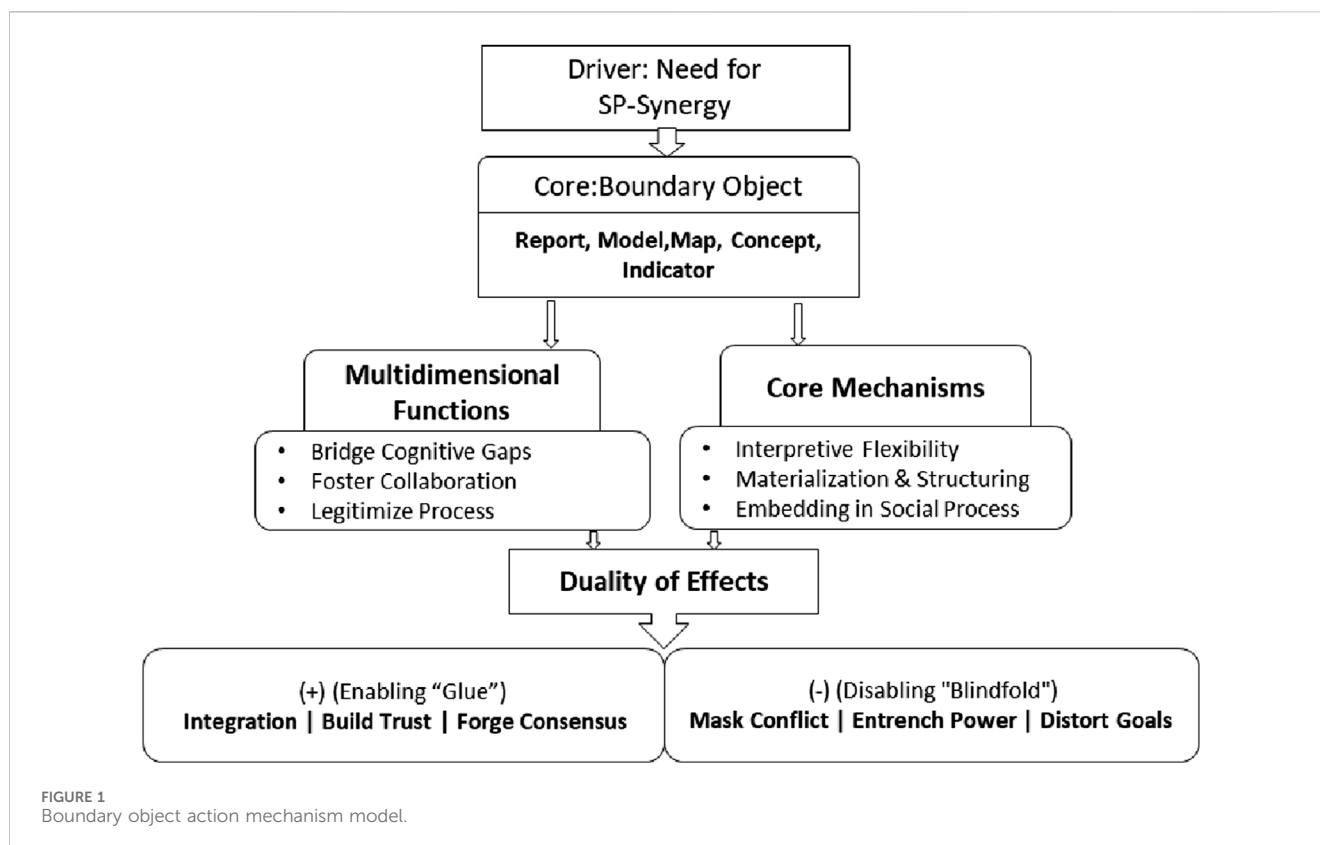 Driver: Need for
SP-Synergy
Core:Boundary Object
Report, Model,Map, Concept,
Indicator
Multidimensional
Functions
• Bridge Cognitive Gaps
• Foster Collaboration
• Legitimize Process
Core Mechanisms
• Interpretive Flexibility
• Materialization & Structuring
• Embedding in Social Process
Duality of Effects
(+) (Enabling “Glue”)
Integration | Build Trust | Forge Consensus
(-) (Disabling "Blindfold")
Mask Conflict | Entrench Power | Distort Goals
FIGURE 1
Boundary object action mechanism model.